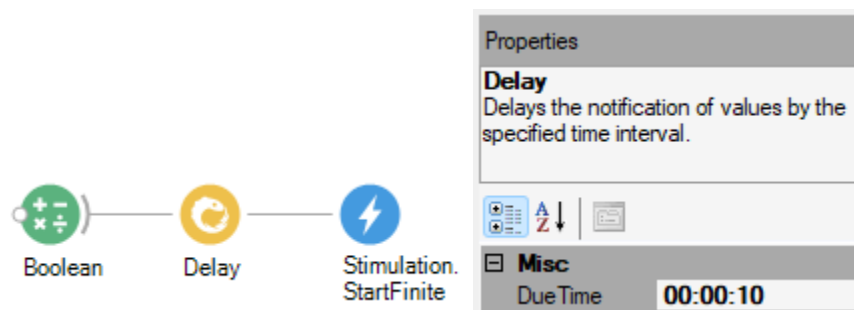 Properties
Delay
Delays the notification of values by the
specified time interval.
Boolean
Delay
Stimulation.
StartFinite
A
Z
Misc
DueTime 00:00:10